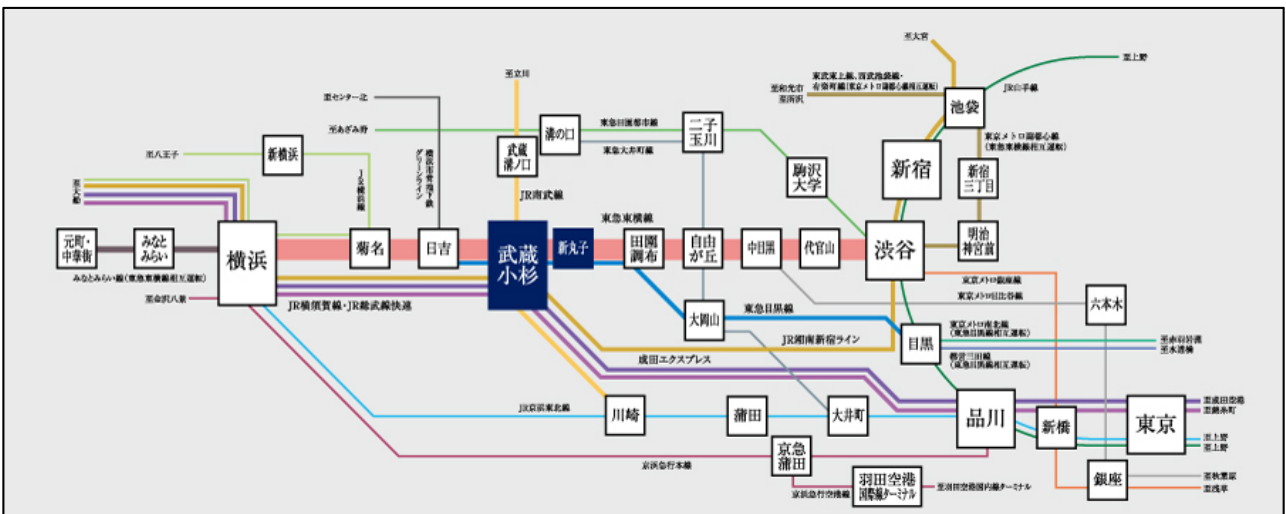 至大宮
至上野
東武東上線、西武池袋線・
有楽町線(東京メトロ副都心線相互運転)
至和光市
至所沢
JR山手線
池袋
至立川
至センター北
至あざみ野
東急田園都市線
溝の口
東急大井町線
二子
玉川
東京メトロ副都心線
(東急東横線相互運転)
新宿
新宿
三丁目
至八王子
新横浜
JR横浜線
横浜市営地下鉄
グリーンライン
武蔵
溝ノ口
JR南武線
駒沢
大学
至大船
東急東横線
元町・
中華街
みなと
みらい
横浜
菊名
日吉
武蔵
小杉
新丸子
田園
調布
自由
が丘
中目黒
代官山
渋谷
明治
神宮前
みなとみらい線(東急東横線相互運転)
至金沢八景
JR横須賀線・JR総武線快速
東京メトロ銀座線
東京メトロ日比谷線
六本木
大岡山
東急目黒線
JR湘南新宿ライン
目黒
東京メトロ南北線
(東急目黒線相互運転)
至赤羽岩淵
至水道橋
都営三田線
(東急目黒線相互運転)
成田エクスプレス
JR京浜東北線
川崎
蒲田
大井町
品川
新橋
東京
至成田空港
至錦糸町
至上野
至上野
京浜急行本線
京急
蒲田
京浜急行空港線
羽田空港
国際線ターミナル
至羽田空港国内線ターミナル
銀座
至秋葉原
至浅草